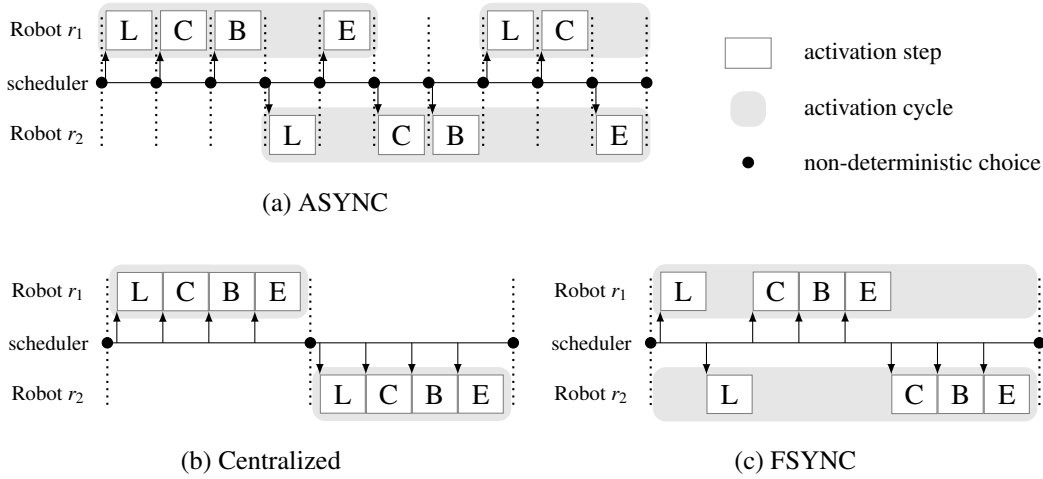 Robot r1 L C B E L C
scheduler
Robot r2 L C B E
(a) ASYNC
activation step
activation cycle
non-deterministic choice
Robot r1 L C B E
scheduler
Robot r2 L C B E
(b) Centralized
Robot r1 L C B E
scheduler
Robot r2 L C B E
(c) FSYNC